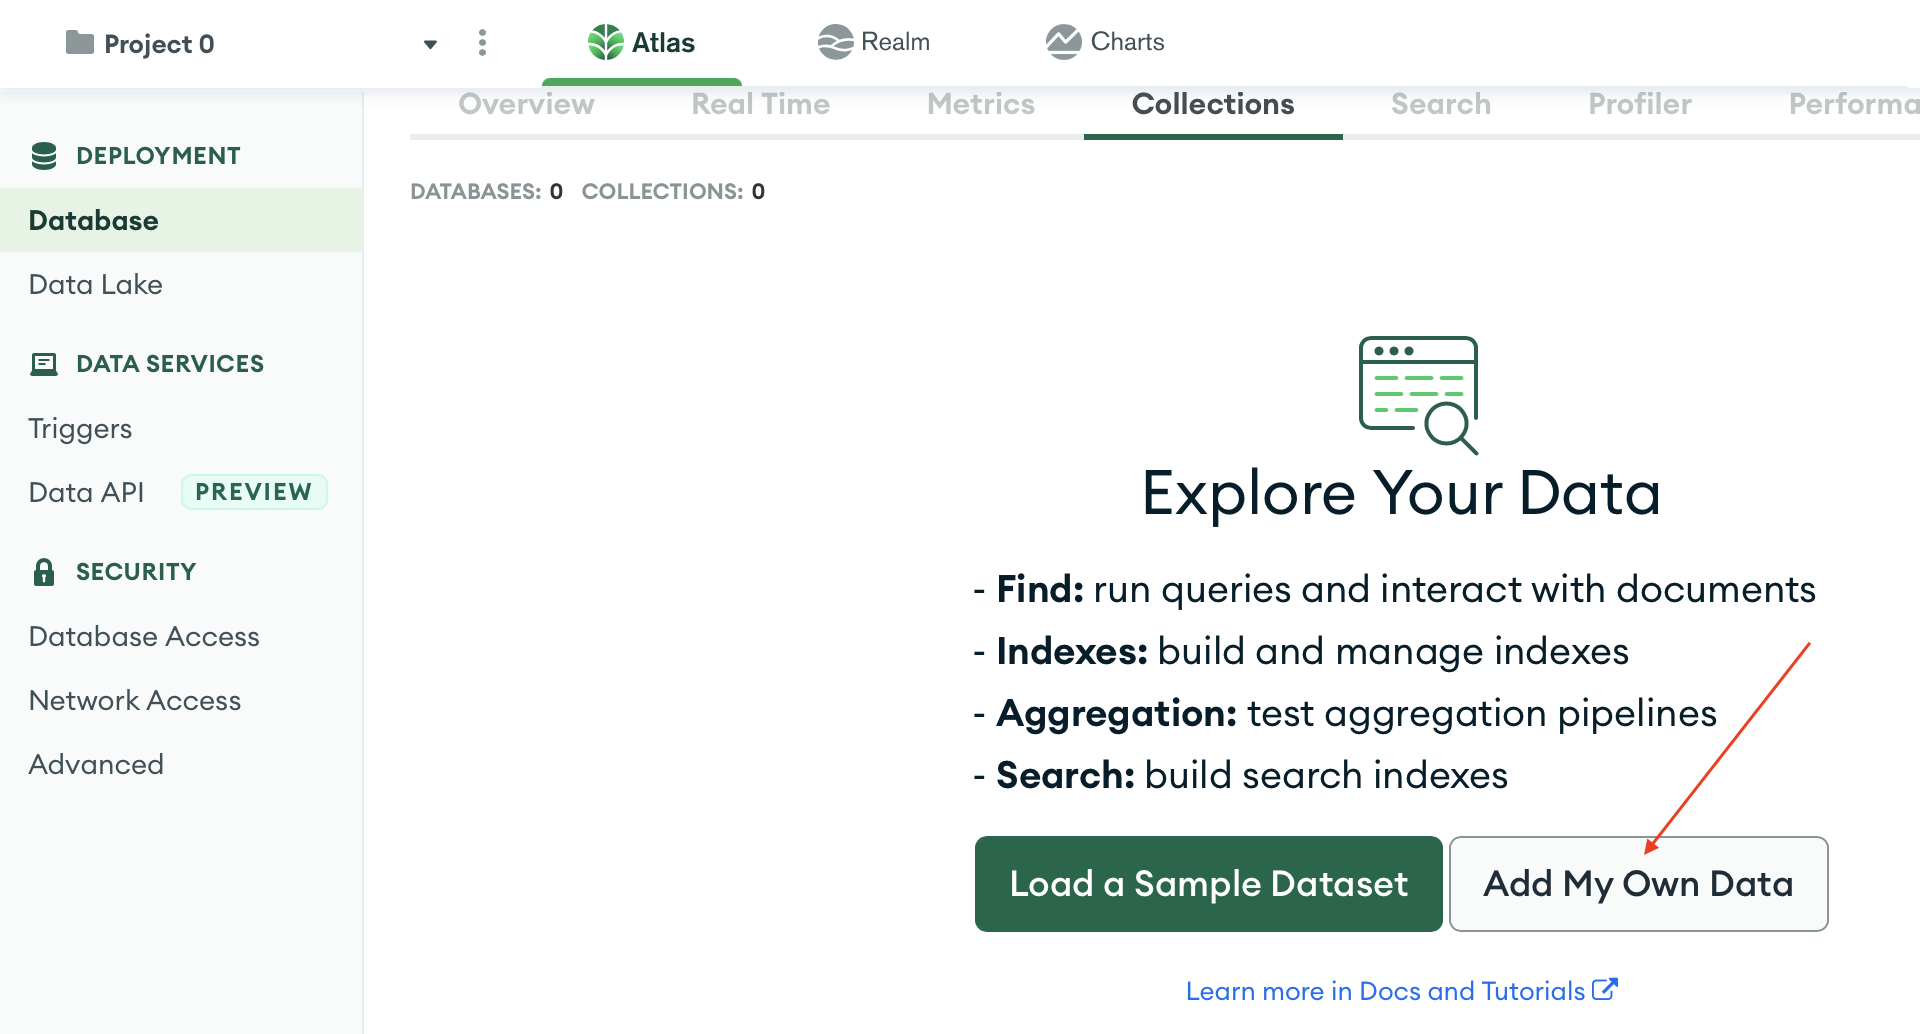 Project 0
Atlas
Realm
Charts
Overview
Real Time
Metrics
Collections
Search
Profiler
Performa
DEPLOYMENT
Database
Data Lake
DATA SERVICES
Triggers
Data API PREVIEW
SECURITY
Database Access
Network Access
Advanced
DATABASES: 0 COLLECTIONS: 0
Explore Your Data
- Find: run queries and interact with documents
- Indexes: build and manage indexes
- Aggregation: test aggregation pipelines
- Search: build search indexes
Load a Sample Dataset
Add My Own Data
Learn more in Docs and Tutorials